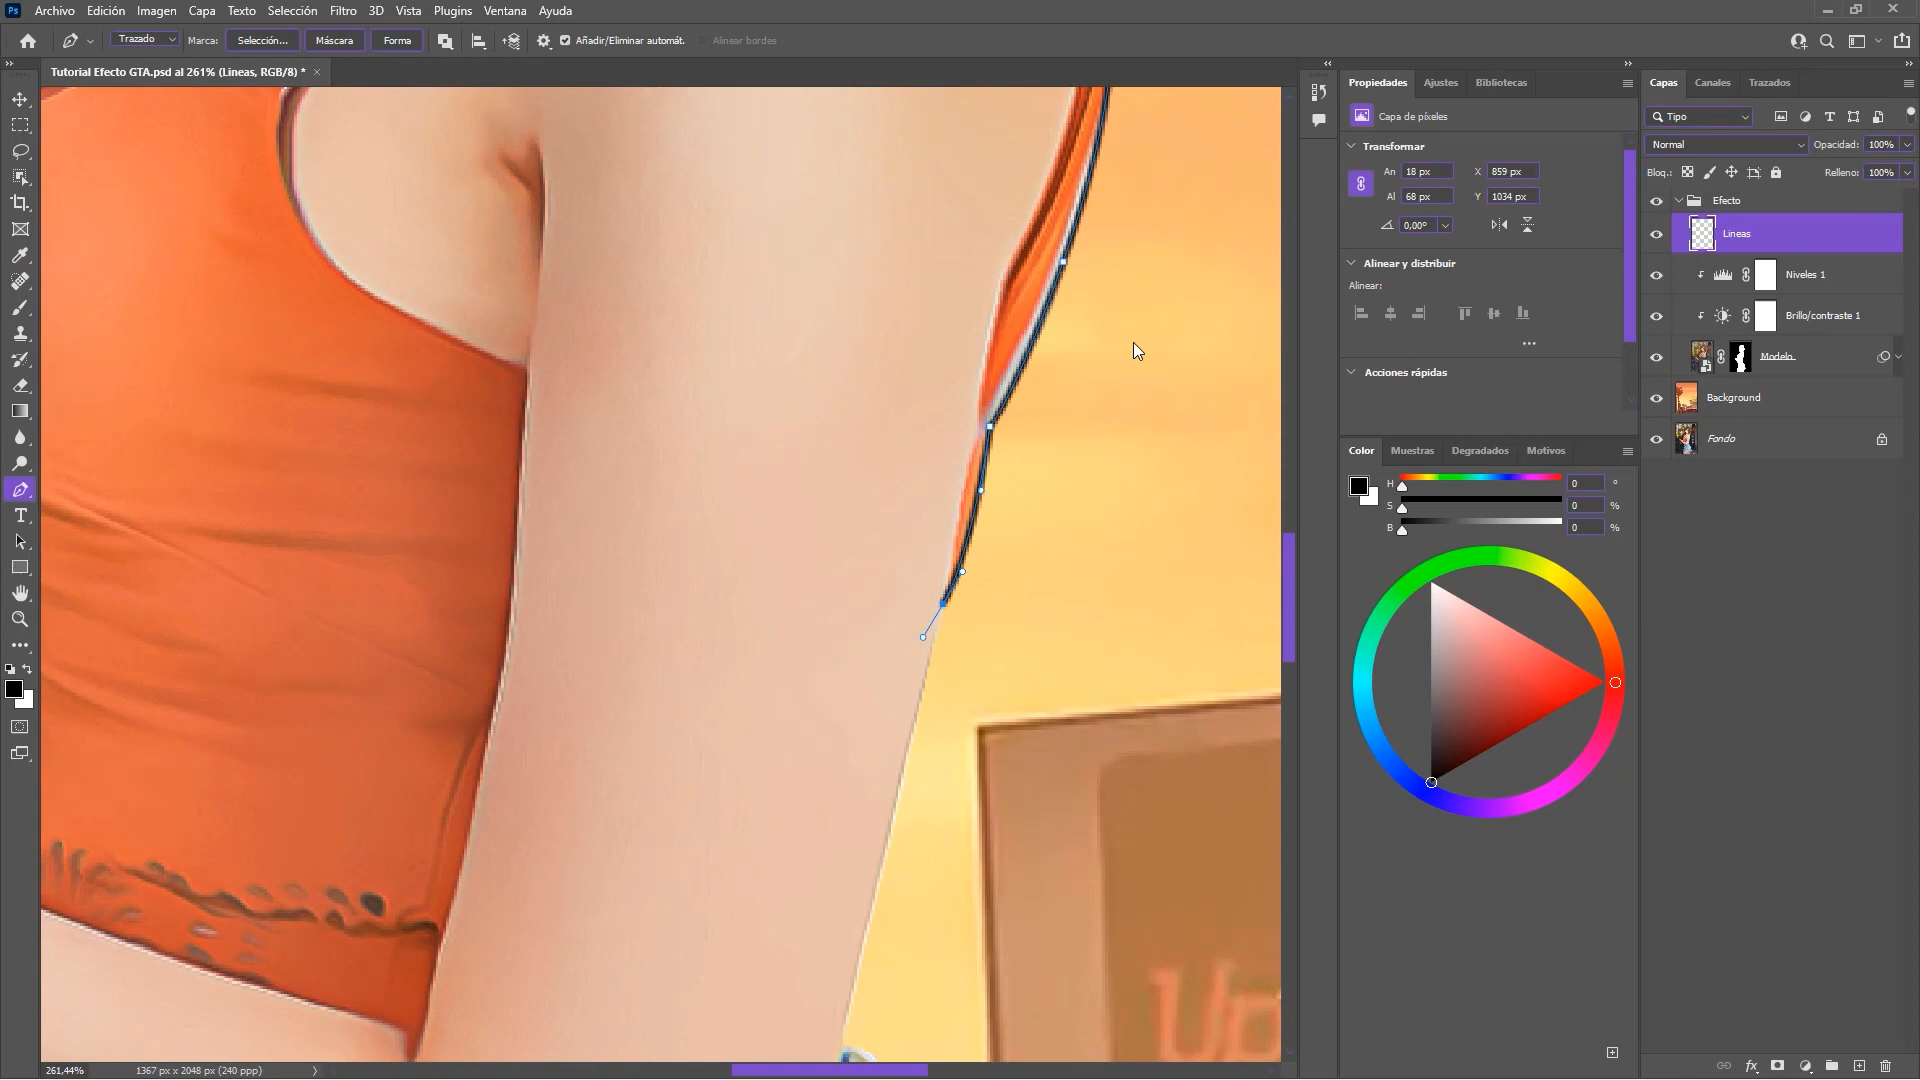 Ps Archivo Edición Imagen Capa Texto Selección Filtro 3D Vista Plugins Ventana Ayuda
Trazado Marca: Selección... Máscara Forma Añadir/Eliminar automát. Alinear bordes
Tutorial Efecto GTA.psd al 261% (Lineas, RGB/8) * ×
Propiedades Ajustes Bibliotecas
Capa de píxeles
Transformar
An 18 px X 859 px
Al 68 px Y 1034 px
0,00°
Alinear y distribuir
Alinear:
Acciones rápidas
Color Muestras Degradados Motivos
H 0 °
S 0 %
B 0 %
Capas Canales Trazados
Tipo
Normal Opacidad: 100%
Bloq.: Relleno: 100%
Efecto
Lineas
Niveles 1
Brillo/contraste 1
Modelo
Background
Fondo
261,44% 1367 px x 2048 px (240 ppp)